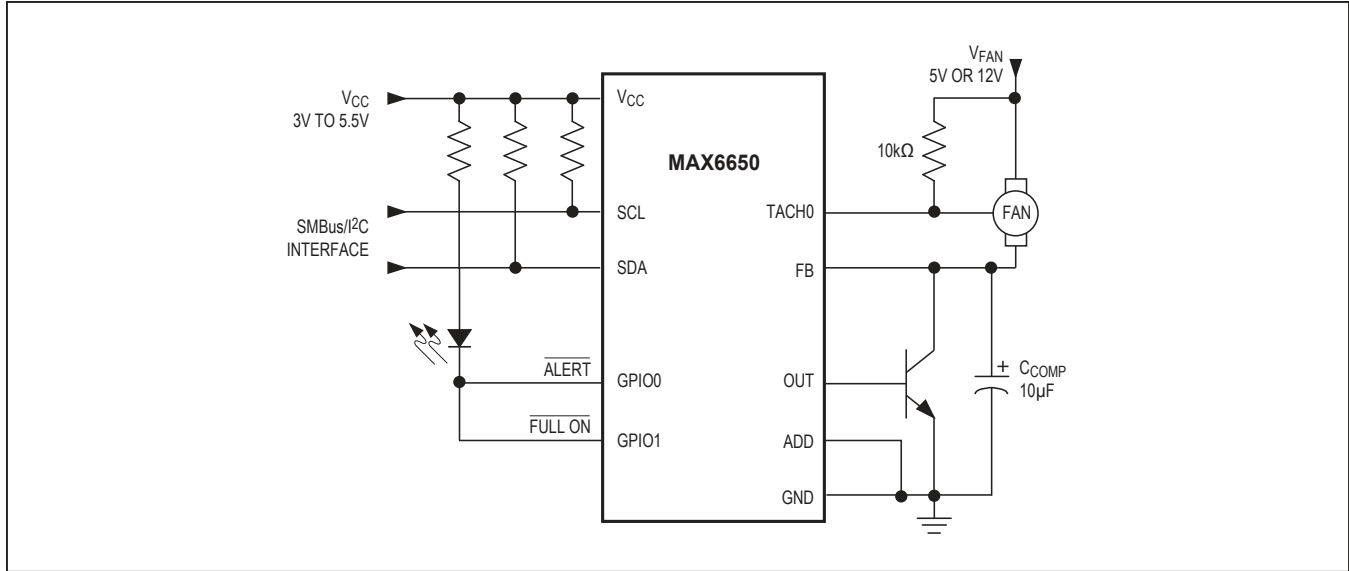 VCC
3V TO 5.5V
SMBus/I2C
INTERFACE
ALERT
FULL ON
MAX6650
VCC
SCL
SDA
GPIO0
GPIO1
TACH0
FB
OUT
ADD
GND
VFAN
5V OR 12V
10kΩ
FAN
+ CCOMP
10µF